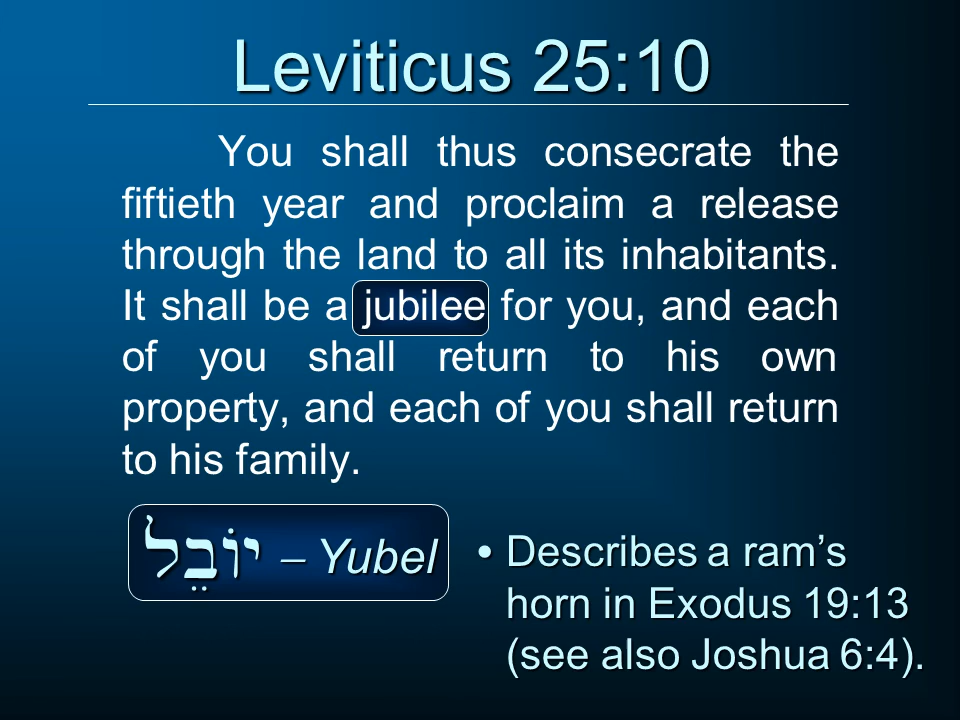 Leviticus 25:10
You shall thus consecrate the
fiftieth year and proclaim a release
through the land to all its inhabitants.
It shall be a jubilee for you, and each
of you shall return to his own
property, and each of you shall return
to his family.
יוֹבֵל – Yubel
• Describes a ram’s
horn in Exodus 19:13
(see also Joshua 6:4).